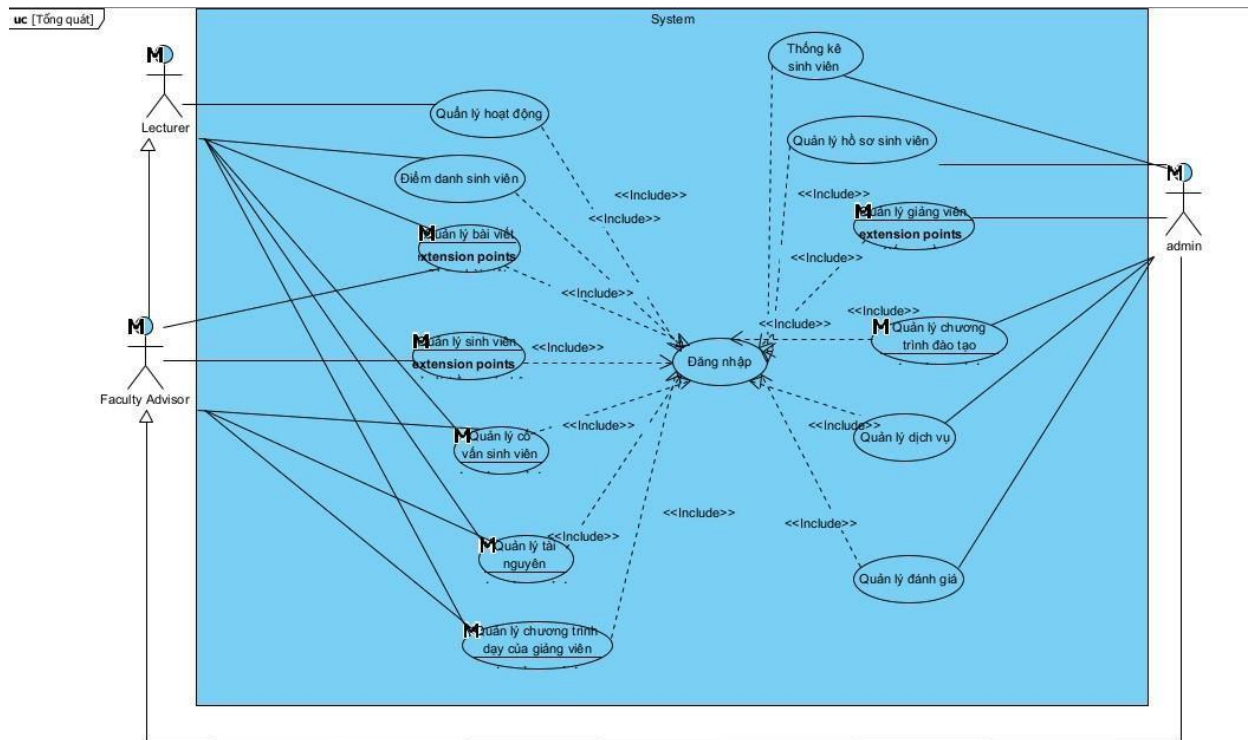 uc [Tổng quát]
System
Lecturer
Faculty Advisor
admin
Quản lý hoạt động
Điểm danh sinh viên
Quản lý bài viết
extension points
Quản lý sinh viên
extension points
Quản lý cố
vấn sinh viên
Quản lý tài
nguyên
Quản lý chương trình
dạy của giảng viên
Đăng nhập
Thống kê
sinh viên
Quản lý hồ sơ sinh viên
Quản lý giảng viên
extension points
Quản lý chương
trình đào tạo
Quản lý dịch vụ
Quản lý đánh giá
<<Include>>
<<Include>>
<<Include>>
<<Include>>
<<Include>>
<<Include>>
<<Include>>
<<Include>>
<<Include>>
<<Include>>
<<Include>>
<<Include>>
<<Include>>